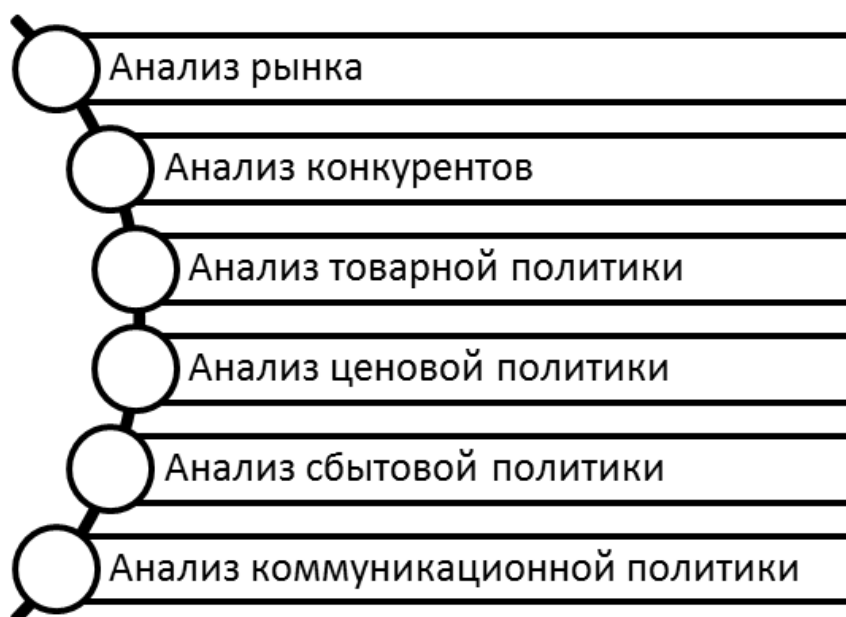 Анализ рынка
Анализ конкурентов
Анализ товарной политики
Анализ ценовой политики
Анализ сбытовой политики
Анализ коммуникационной политики